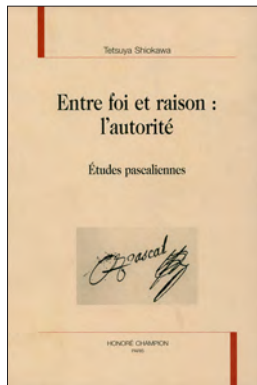 Tetsuya Shiokawa
Entre foi et raison :
l'autorité
Études pascaliennes
Pascal
HONORÉ CHAMPION
PARIS